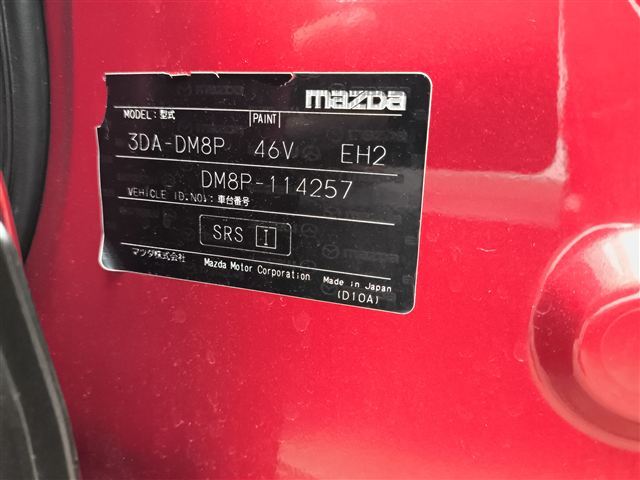 mazda
MODEL: 型式 PAINT
3DA-DM8P 46V EH2
DM8P-114257
VEHICLE ID.NO.: 車台番号
SRS I
マツダ株式会社 Mazda Motor Corporation Made in Japan
(D10A)